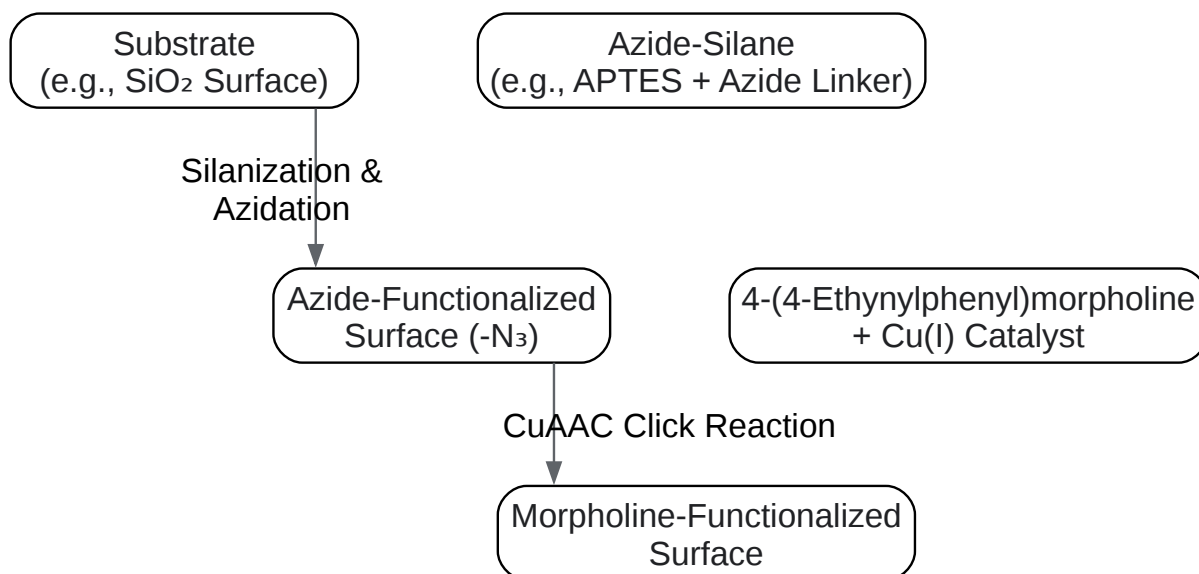 Substrate
(e.g., SiO₂ Surface)
Azide-Silane
(e.g., APTES + Azide Linker)
Silanization &
Azidation
Azide-Functionalized
Surface (-N₃)
4-(4-Ethynylphenyl)morpholine
+ Cu(I) Catalyst
CuAAC Click Reaction
Morpholine-Functionalized
Surface